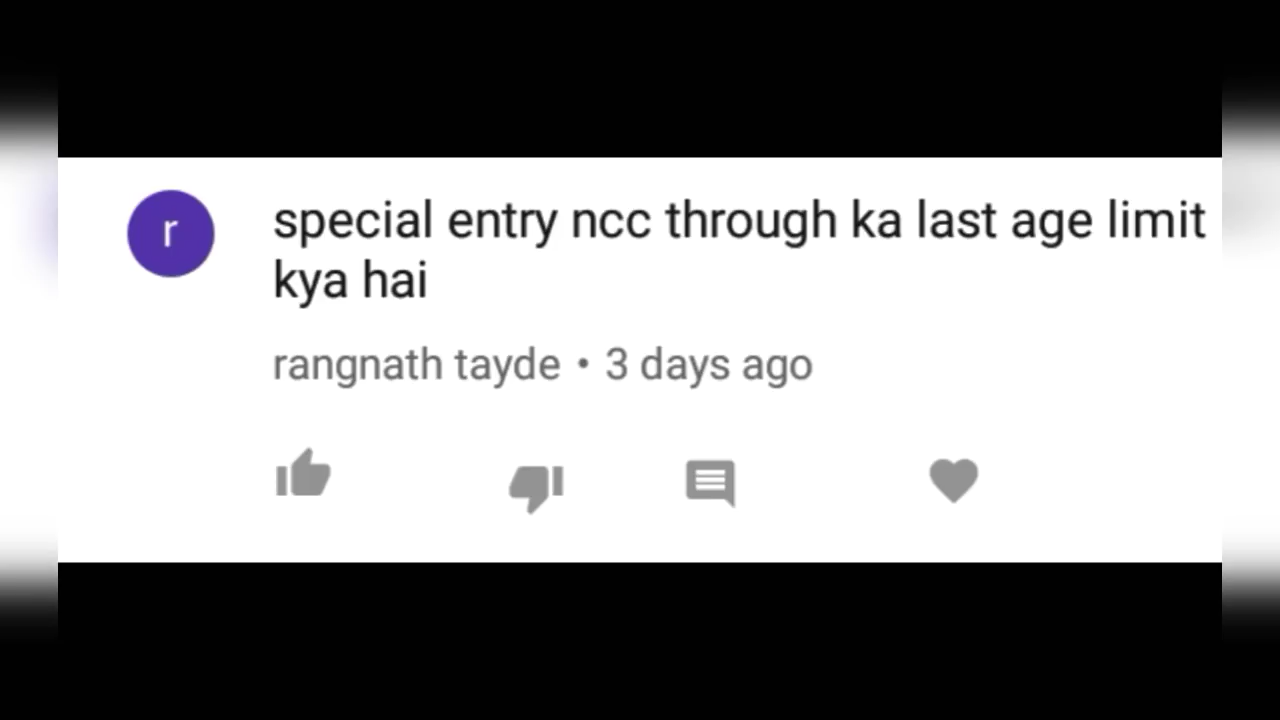 r
special entry ncc through ka last age limit
kya hai
rangnath tayde • 3 days ago